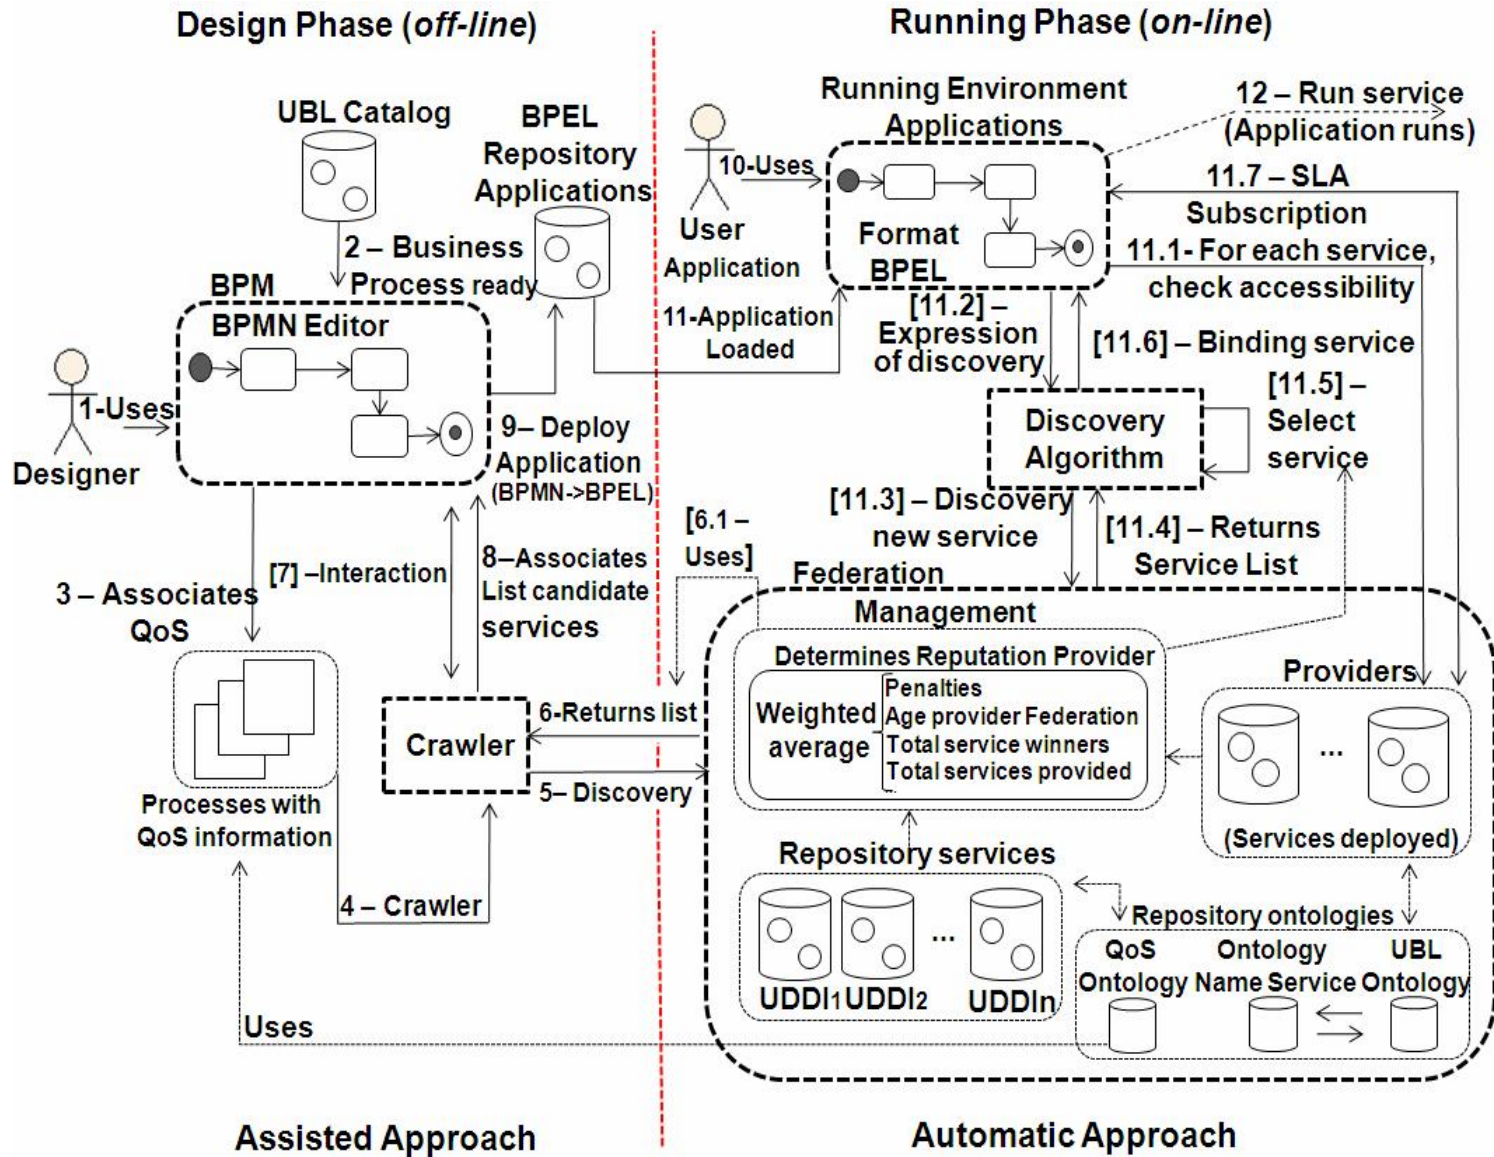 Design Phase (off-line)
Running Phase (on-line)
UBL Catalog
BPEL
Repository
Applications
2 – Business
Process ready
BPM
BPMN Editor
1-Uses
Designer
9– Deploy
Application
(BPMN->BPEL)
3 – Associates
QoS
[7] –Interaction
8–Associates
List candidate
services
Processes with
QoS information
Crawler
4 – Crawler
6-Returns list
5– Discovery
[6.1 –
Uses]
Uses
Assisted Approach
Running Environment
Applications
10-Uses
User
Application
Format
BPEL
11-Application
Loaded
12 – Run service
(Application runs)
11.7 – SLA
Subscription
11.1- For each service,
check accessibility
[11.2] –
Expression
of discovery
[11.6] – Binding service
[11.5] –
Select
service
Discovery
Algorithm
[11.3] – Discovery
new service
[11.4] – Returns
Service List
Federation
Management
Determines Reputation Provider
Weighted
average
Penalties
Age provider Federation
Total service winners
Total services provided
Providers
...
(Services deployed)
Repository services
...
UDDI1 UDDI2 UDDIn
Repository ontologies
QoS
Ontology
Ontology
Name Service
UBL
Ontology
Automatic Approach